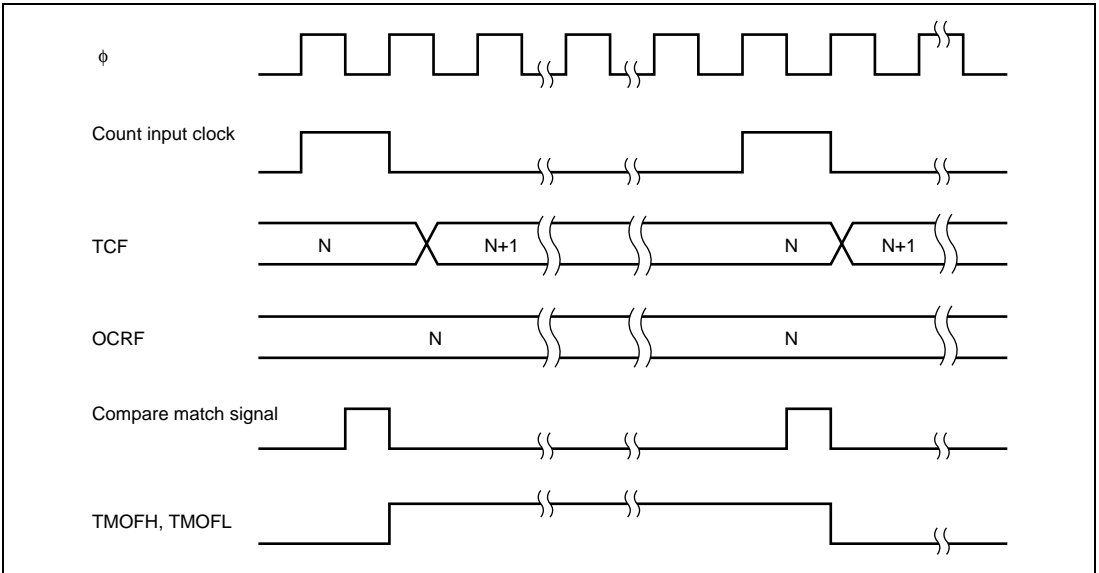 ϕ
Count input clock
TCF
N
N+1
N
N+1
OCRF
N
N
Compare match signal
TMOFH, TMOFL